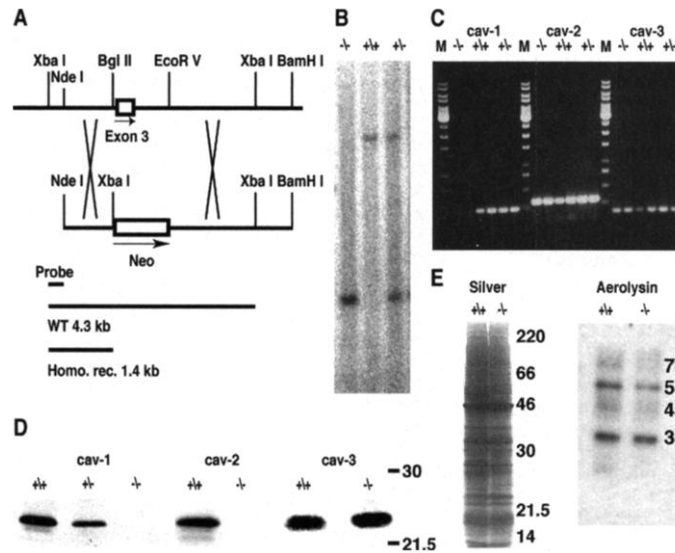 A
Xba I
Nde I
Bgl II
EcoR V
Xba I
BamH I
Exon 3
Nde I
Xba I
Xba I
BamH I
Neo
Probe
WT 4.3 kb
Homo. rec. 1.4 kb
B
-/- +/+ +/-
C
cav-1 cav-2 cav-3
M -/- +/+ +/- M -/- +/+ +/- M -/- +/+ +/-
D
cav-1 cav-2 cav-3
+/+ +/- -/- +/+ -/- +/+ -/-
30
21.5
E
Silver
+/+ -/-
220
66
46
30
21.5
14
Aerolysin
+/+ -/-
7
5
4
3